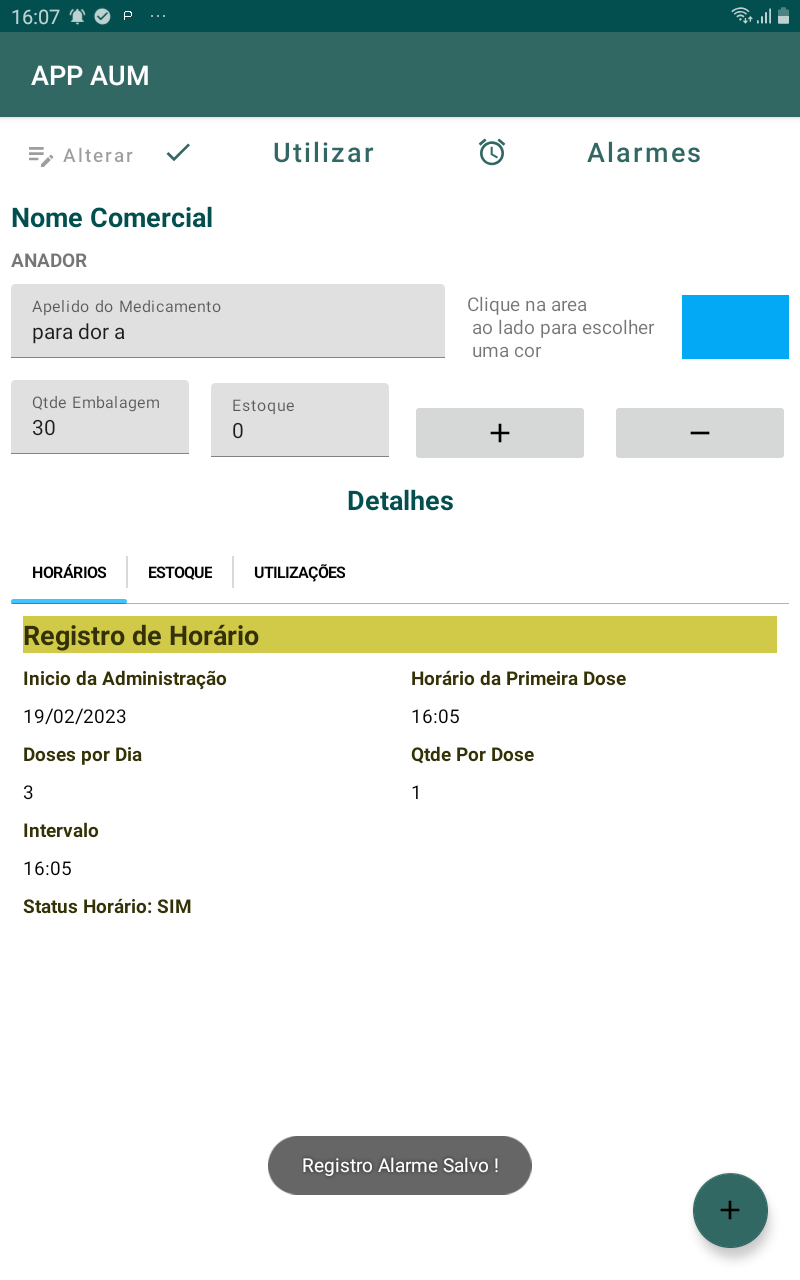 16:07
APP AUM
Alterar
Utilizar
Alarmes
Nome Comercial
ANADOR
Apelido do Medicamento
para dor a
Clique na area
ao lado para escolher
uma cor
Qtde Embalagem
30
Estoque
0
+
−
Detalhes
HORÁRIOS
ESTOQUE
UTILIZAÇÕES
Registro de Horário
Inicio da Administração
Horário da Primeira Dose
19/02/2023
16:05
Doses por Dia
Qtde Por Dose
3
1
Intervalo
16:05
Status Horário: SIM
Registro Alarme Salvo !
+